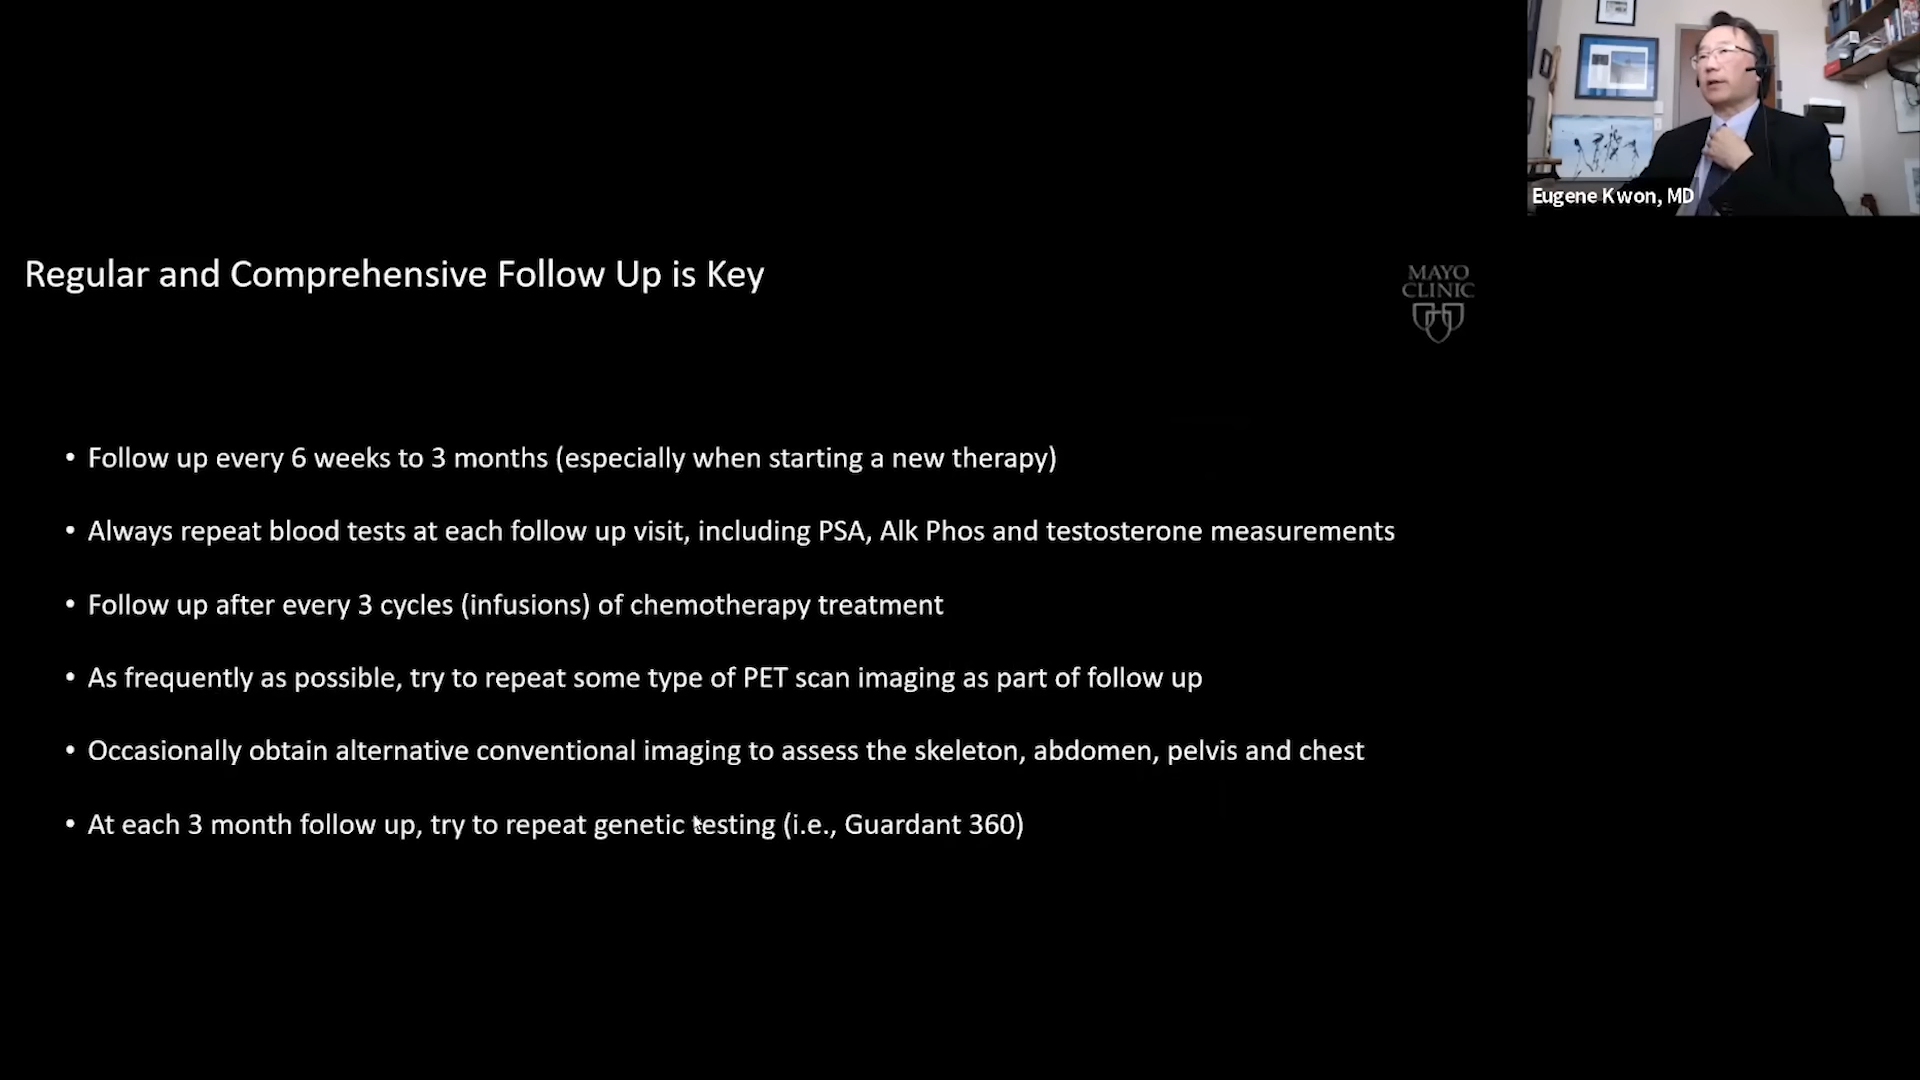 Eugene Kwon, MD
Regular and Comprehensive Follow Up is Key
MAYO
CLINIC
• Follow up every 6 weeks to 3 months (especially when starting a new therapy)
• Always repeat blood tests at each follow up visit, including PSA, Alk Phos and testosterone measurements
• Follow up after every 3 cycles (infusions) of chemotherapy treatment
• As frequently as possible, try to repeat some type of PET scan imaging as part of follow up
• Occasionally obtain alternative conventional imaging to assess the skeleton, abdomen, pelvis and chest
• At each 3 month follow up, try to repeat genetic testing (i.e., Guardant 360)